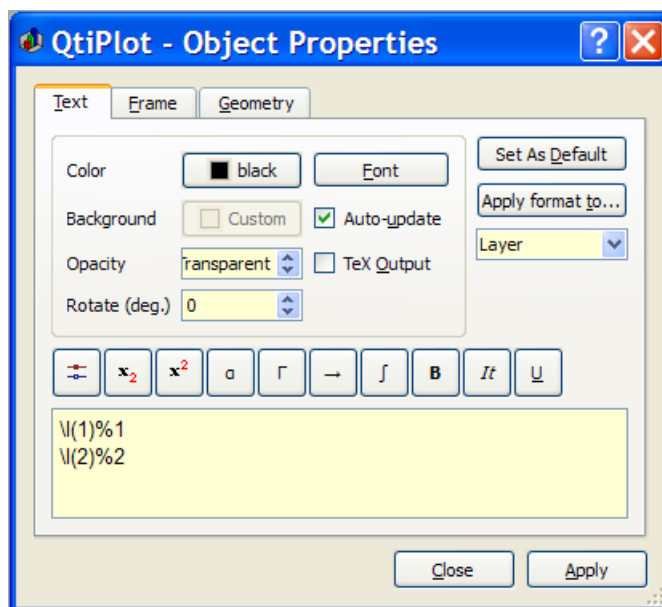 QtiPlot - Object Properties
?
Text Frame Geometry
Color black Font
Background Custom Auto-update
Opacity Transparent TeX Output
Rotate (deg.) 0
Set As Default
Apply format to...
Layer
x2 x2 α Γ → ∫ B It U
\l(1)%1
\l(2)%2
Close Apply